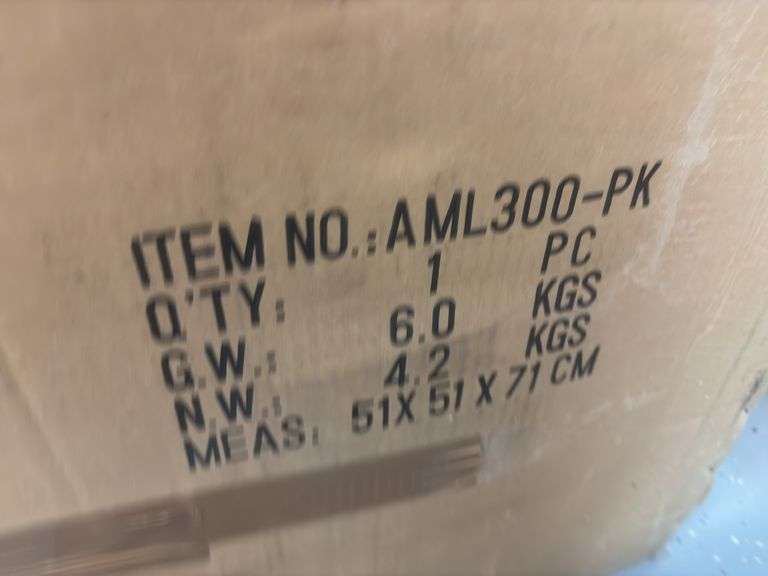 ITEM NO.: AML300-PK
Q'TY: 1 PC
G.W.: 6.0 KGS
N.W.: 4.2 KGS
MEAS: 51X 51 X 71 CM